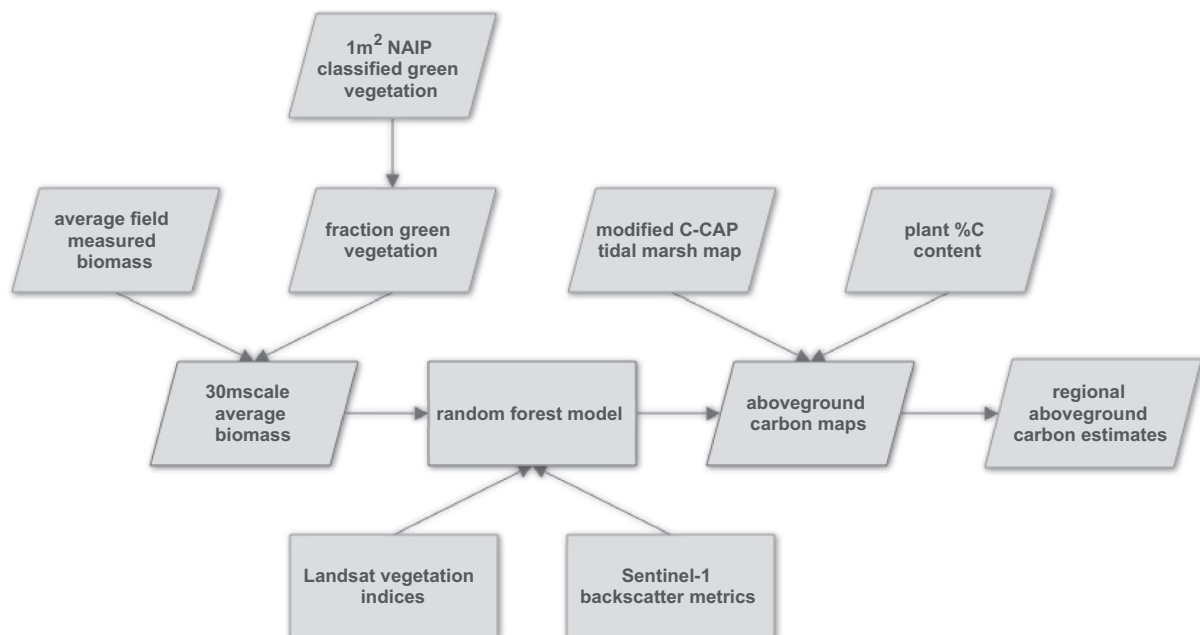 1m² NAIP
classified green
vegetation
average field
measured
biomass
fraction green
vegetation
modified C-CAP
tidal marsh map
plant %C
content
30mscale
average
biomass
random forest model
aboveground
carbon maps
regional
aboveground
carbon estimates
Landsat vegetation
indices
Sentinel-1
backscatter metrics